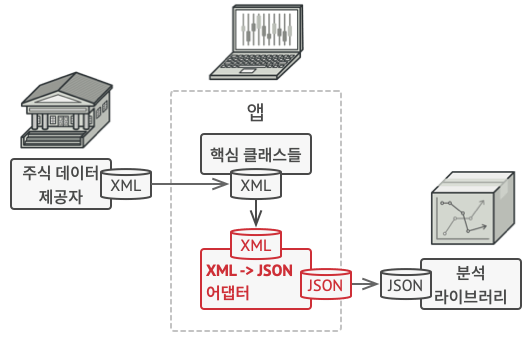 앱
주식 데이터
제공자
XML
핵심 클래스들
XML
XML
XML -> JSON
어댑터
JSON
JSON
분석
라이브러리